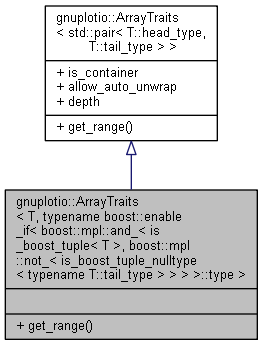 gnuplotio::ArrayTraits
< std::pair< T::head_type,
T::tail_type > >
+ is_container
+ allow_auto_unwrap
+ depth
+ get_range()
gnuplotio::ArrayTraits
< T, typename boost::enable
_if< boost::mpl::and_< is
_boost_tuple< T >, boost::mpl
::not_< is_boost_tuple_nulltype
< typename T::tail_type > > > >::type >
+ get_range()